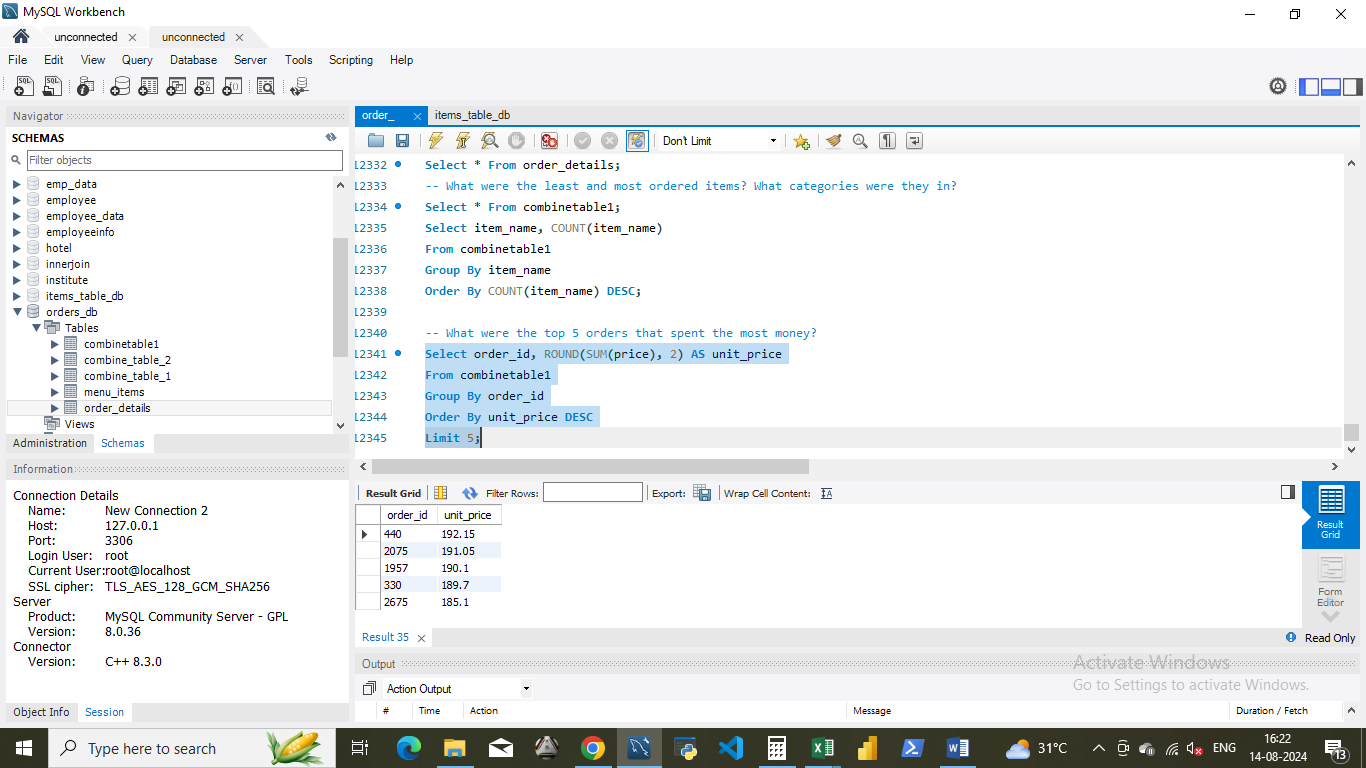 MySQL Workbench
unconnected
unconnected
File Edit View Query Database Server Tools Scripting Help
Navigator
SCHEMAS
Filter objects
emp_data
employee
employee_data
employeeinfo
hotel
innerjoin
institute
items_table_db
orders_db
Tables
combinetable1
combine_table_2
combine_table_1
menu_items
order_details
Views
Administration Schemas
Information
Connection Details
Name: New Connection 2
Host: 127.0.0.1
Port: 3306
Login User: root
Current User:root@localhost
SSL cipher: TLS_AES_128_GCM_SHA256
Server
Product: MySQL Community Server - GPL
Version: 8.0.36
Connector
Version: C++ 8.3.0
Object Info Session
order_ items_table_db
Don't Limit
12332 Select * From order_details;
12333 -- What were the least and most ordered items? What categories were they in?
12334 Select * From combinetable1;
12335 Select item_name, COUNT(item_name)
12336 From combinetable1
12337 Group By item_name
12338 Order By COUNT(item_name) DESC;
12339
12340 -- What were the top 5 orders that spent the most money?
12341 Select order_id, ROUND(SUM(price), 2) AS unit_price
12342 From combinetable1
12343 Group By order_id
12344 Order By unit_price DESC
12345 Limit 5;
Result Grid Filter Rows: Export: Wrap Cell Content:
order_id unit_price
440 192.15
2075 191.05
1957 190.1
330 189.7
2675 185.1
Result Grid
Form Editor
Result 35 Read Only
Output
Action Output
# Time Action Message Duration / Fetch
Activate Windows
Go to Settings to activate Windows.
Type here to search
31°C ENG 16:22
14-08-2024
13